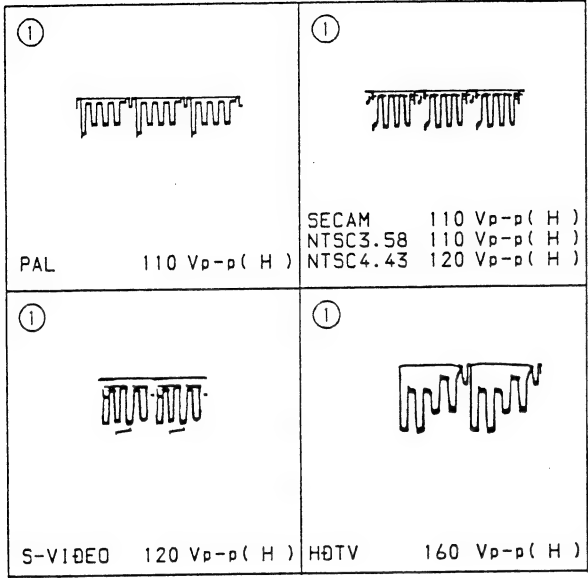 ①
①
PAL 110 Vp-p( H )
SECAM 110 Vp-p( H )
NTSC3.58 110 Vp-p( H )
NTSC4.43 120 Vp-p( H )
①
①
S-VIDEO 120 Vp-p( H )
HDTV 160 Vp-p( H )